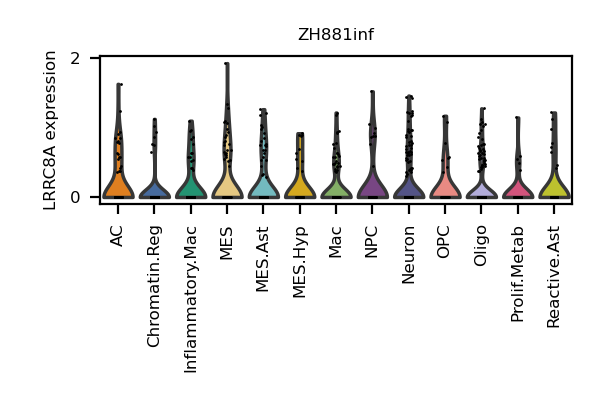 ZH881inf
LRRC8A expression
2
0
AC
Chromatin.Reg
Inflammatory.Mac
MES
MES.Ast
MES.Hyp
Mac
NPC
Neuron
OPC
Oligo
Prolif.Metab
Reactive.Ast